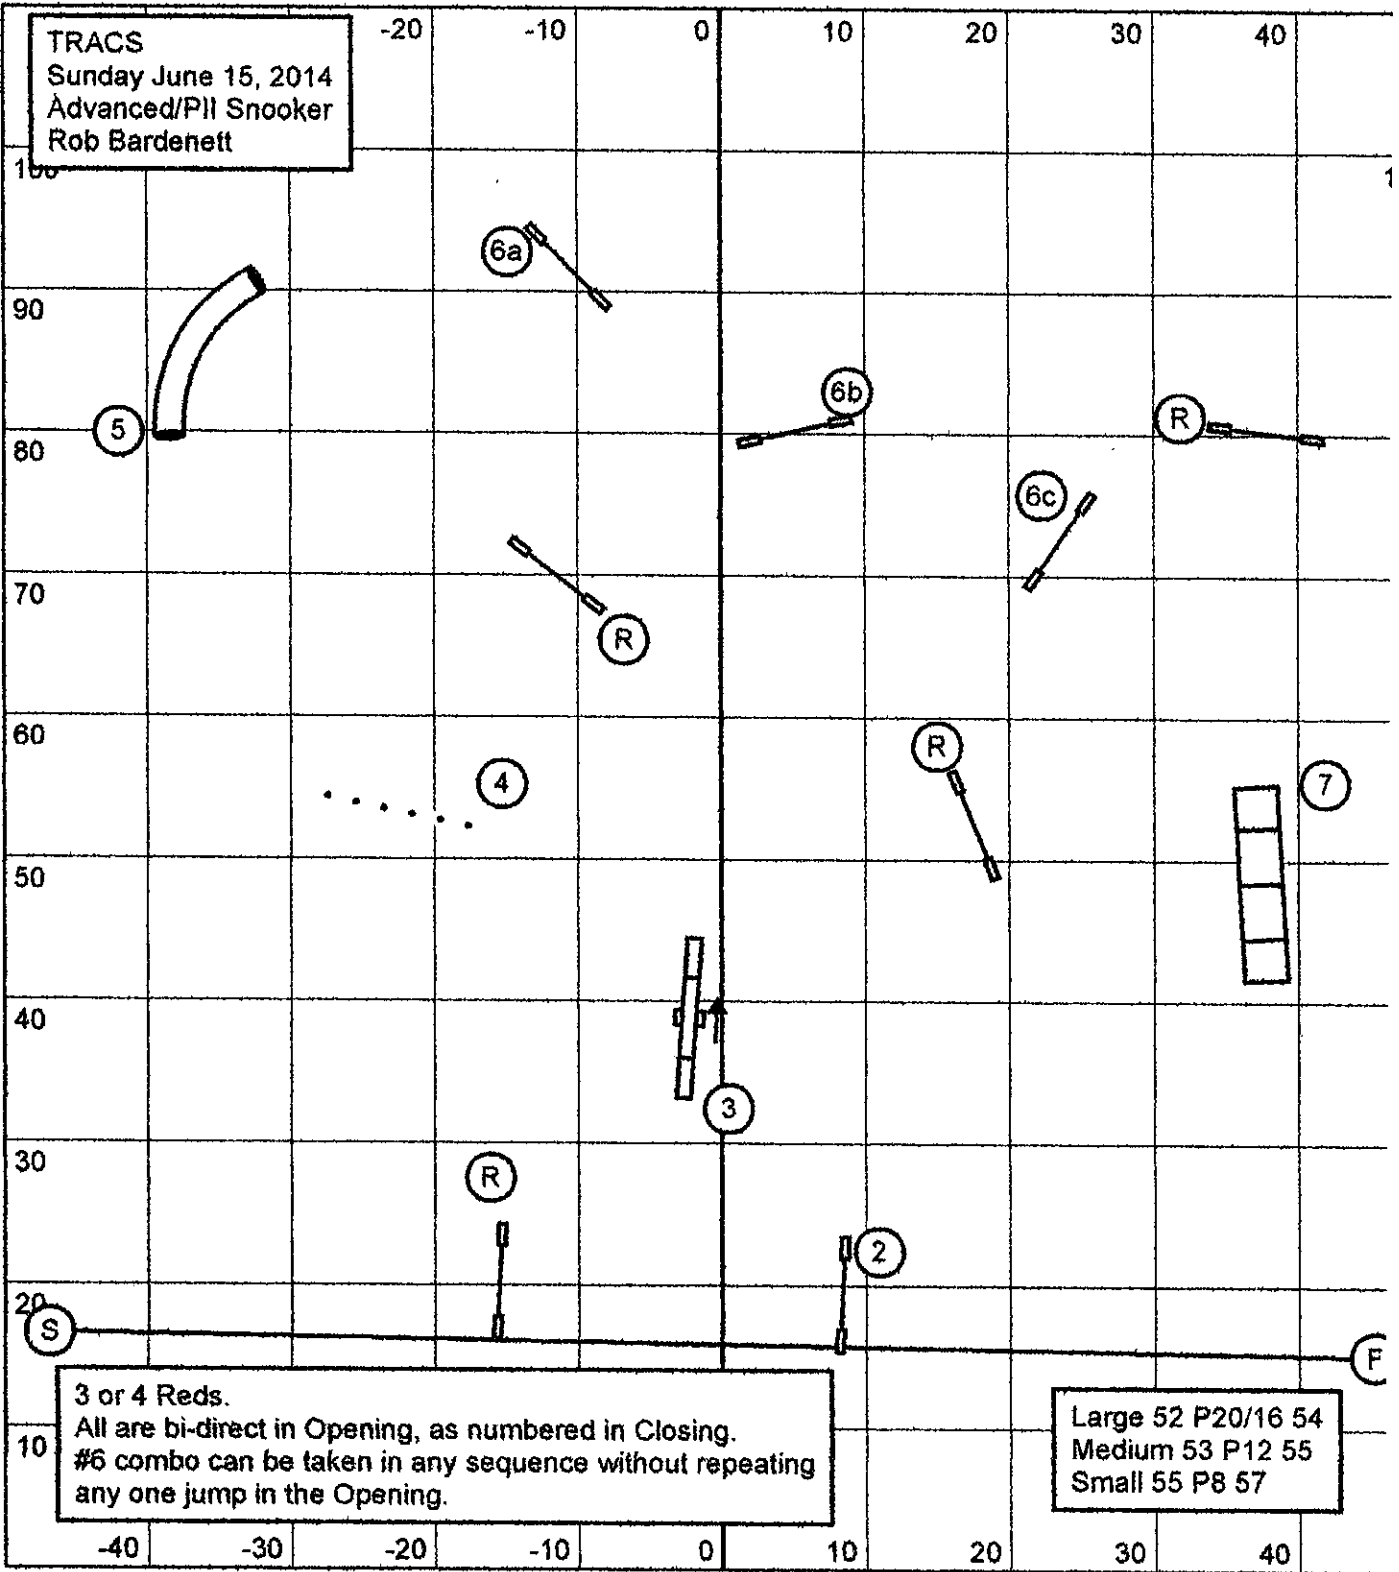 -20 -10 0 10 20 30 40
TRACS
Sunday June 15, 2014
Advanced/PII Snooker
Rob Bardenett
100 1
6a
90
6b
5
R
80
6c
70
R
60
R
4
7
50
40
3
30
R
2
20
S
F
3 or 4 Reds.
All are bi-direct in Opening, as numbered in Closing.
#6 combo can be taken in any sequence without repeating
any one jump in the Opening.
10
Large 52 P20/16 54
Medium 53 P12 55
Small 55 P8 57
-40 -30 -20 -10 0 10 20 30 40